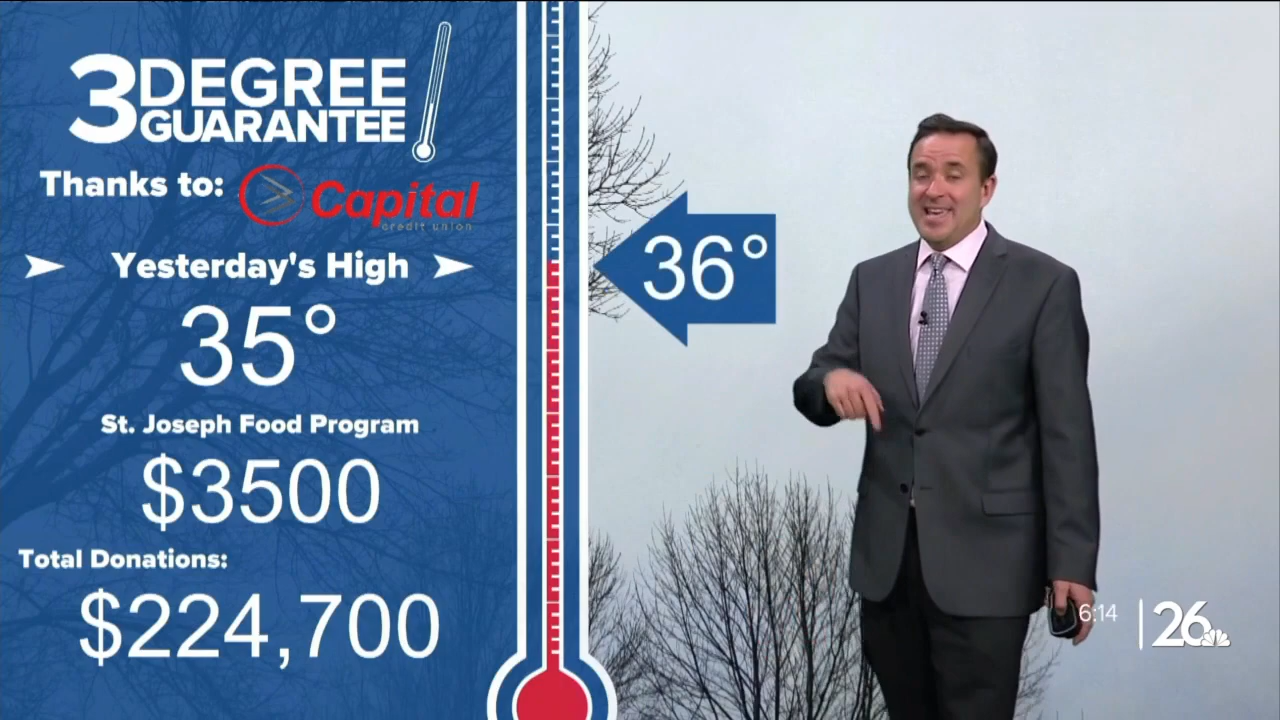 3 DEGREE
GUARANTEE
Thanks to:
Capital
credit union
Yesterday's High
35°
36°
St. Joseph Food Program
$3500
Total Donations:
$224,700
6:14
26